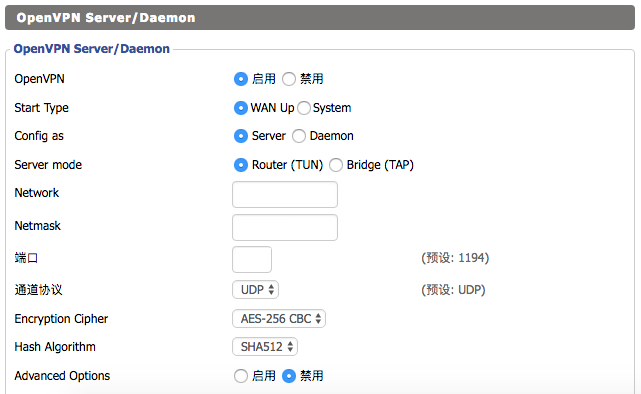 OpenVPN Server/Daemon
OpenVPN Server/Daemon
OpenVPN 启用 禁用
Start Type WAN Up System
Config as Server Daemon
Server mode Router (TUN) Bridge (TAP)
Network
Netmask
端口 (预设: 1194)
通道协议 UDP (预设: UDP)
Encryption Cipher AES-256 CBC
Hash Algorithm SHA512
Advanced Options 启用 禁用